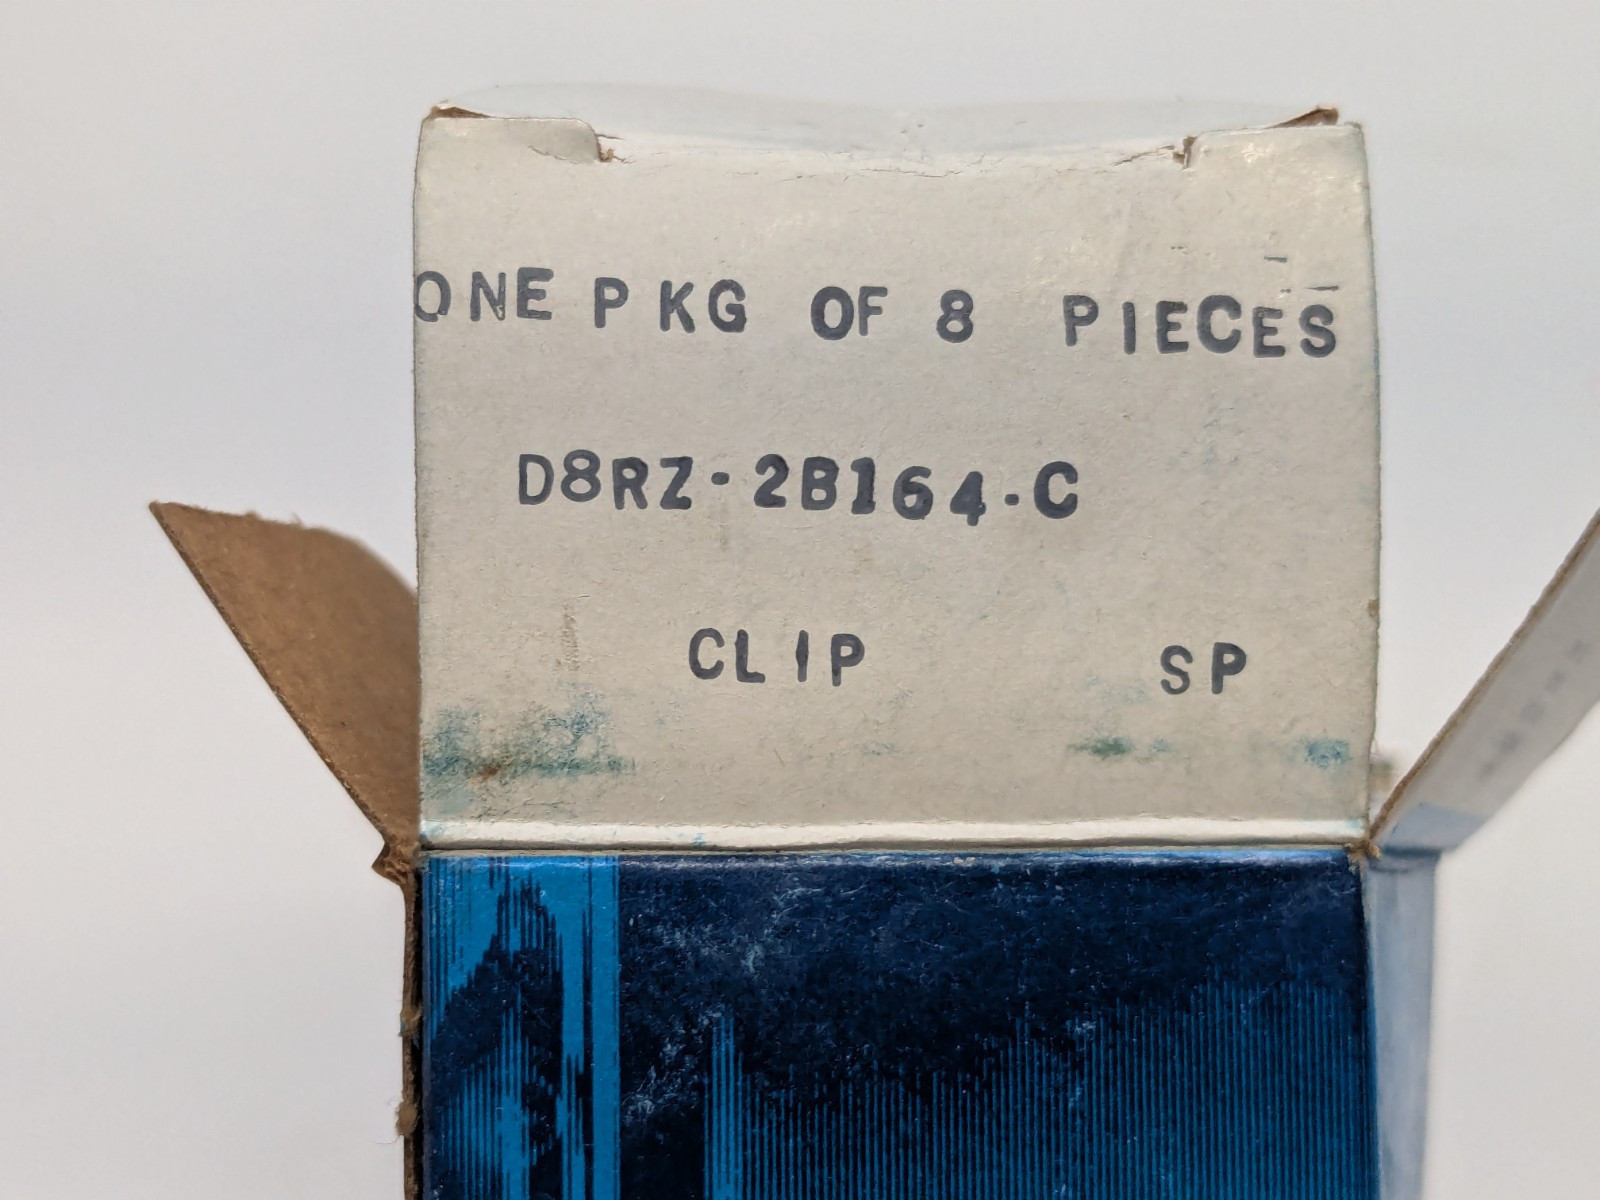 ONE PKG OF 8 PIECES
D8RZ-2B164-C
CLIP SP